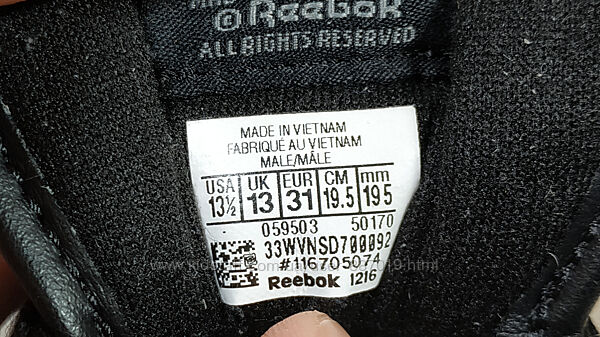 © Reebok
ALL RIGHTS RESERVED
MADE IN VIETNAM
FABRIQUÉ AU VIETNAM
MALE/MÂLE
USA UK EUR CM mm
13½ 13 31 19.5 195
059503 50170
33WVNSD700092
#116705074
Reebok 1216